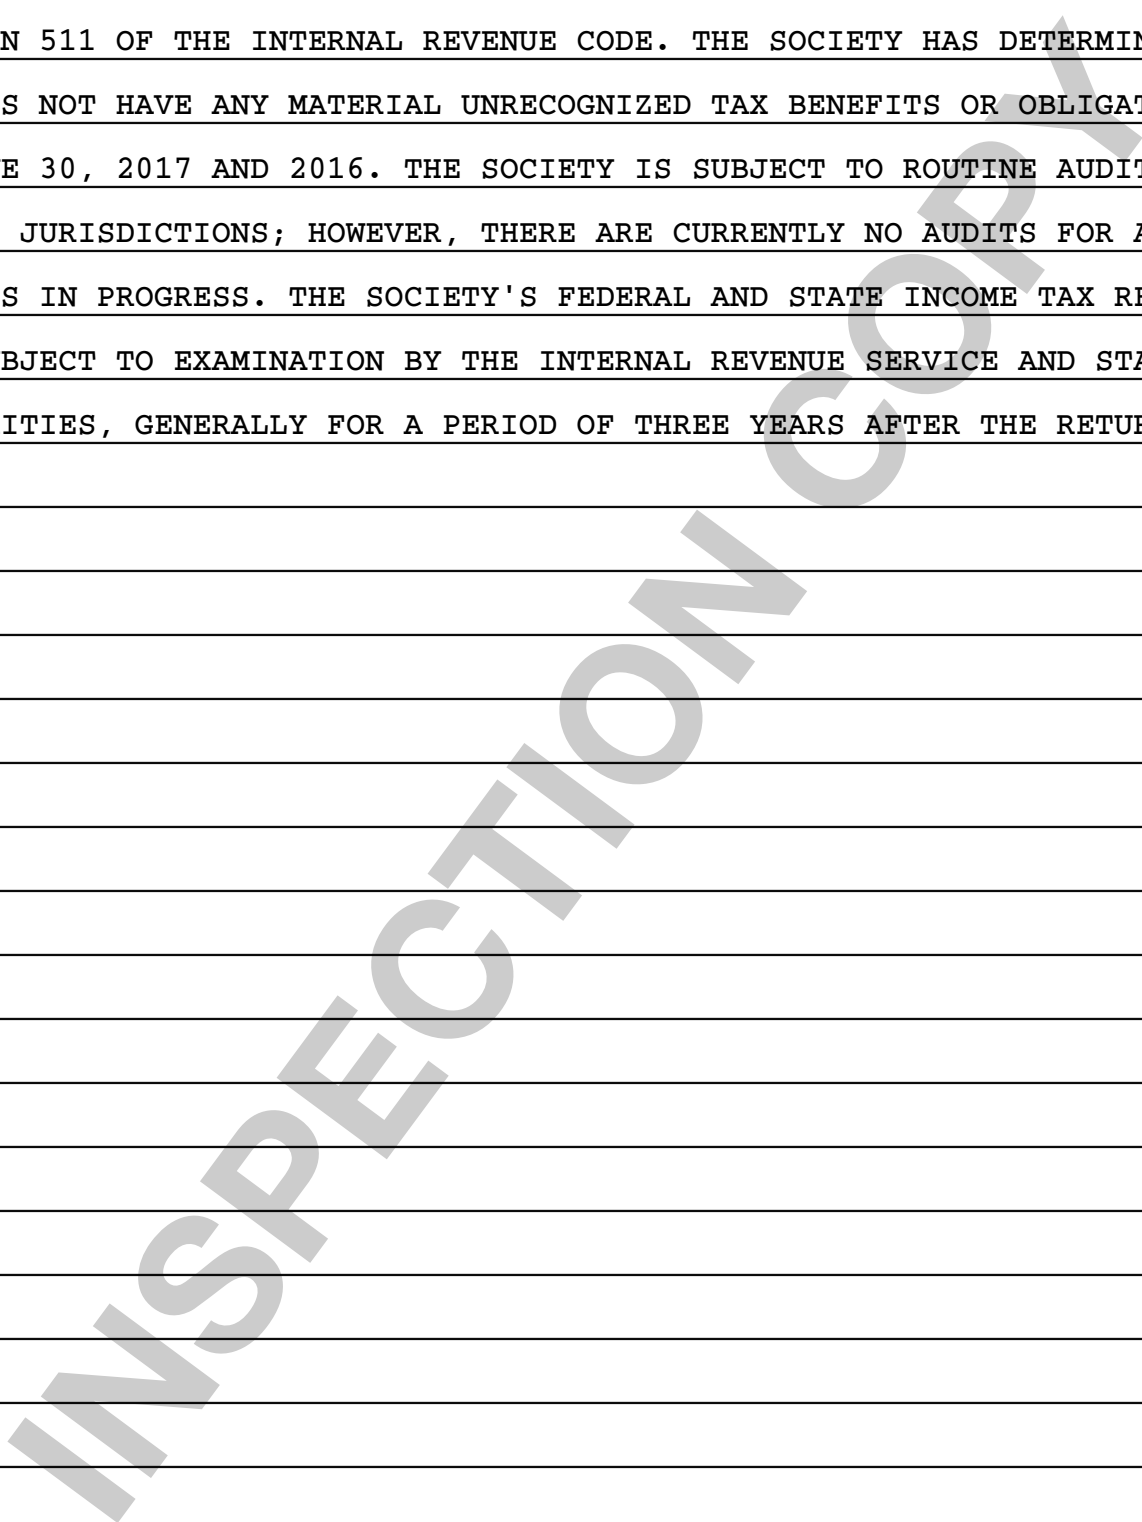 N 511 OF THE INTERNAL REVENUE CODE. THE SOCIETY HAS DETERMIN
S NOT HAVE ANY MATERIAL UNRECOGNIZED TAX BENEFITS OR OBLIGAT
E 30, 2017 AND 2016. THE SOCIETY IS SUBJECT TO ROUTINE AUDIT
JURISDICTIONS; HOWEVER, THERE ARE CURRENTLY NO AUDITS FOR A
S IN PROGRESS. THE SOCIETY'S FEDERAL AND STATE INCOME TAX RE
BJECT TO EXAMINATION BY THE INTERNAL REVENUE SERVICE AND STA
ITIES, GENERALLY FOR A PERIOD OF THREE YEARS AFTER THE RETUR
INSPECTION COPY